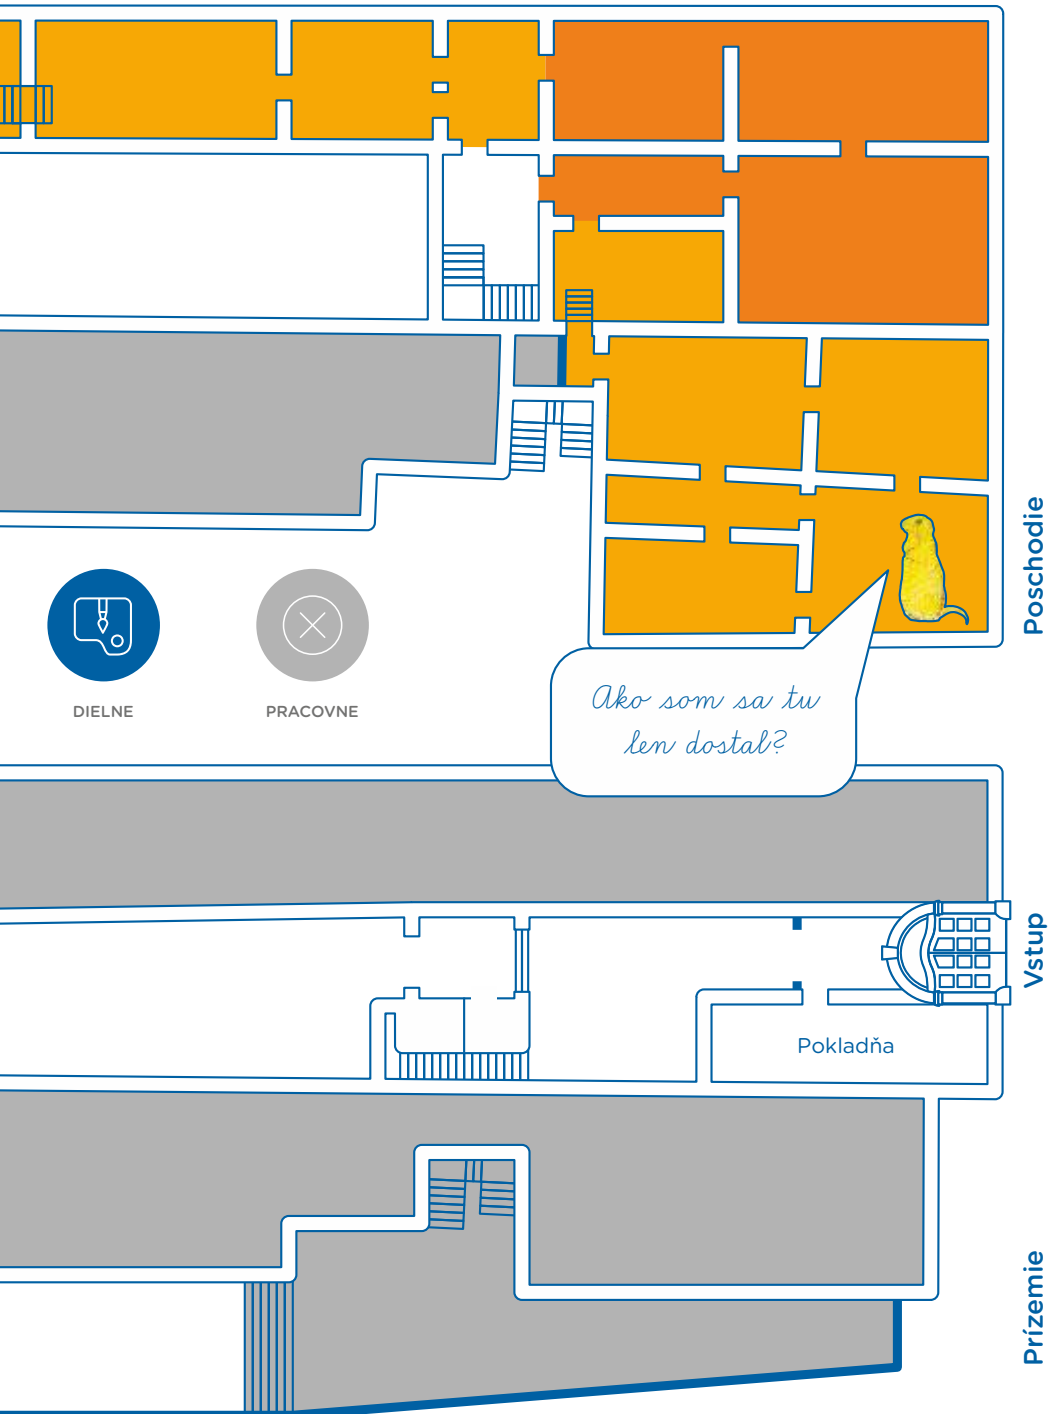 Poschodie
DIELNE
PRACOVNE
Ako som sa tu
len dostal?
Vstup
Pokladňa
Prízemie